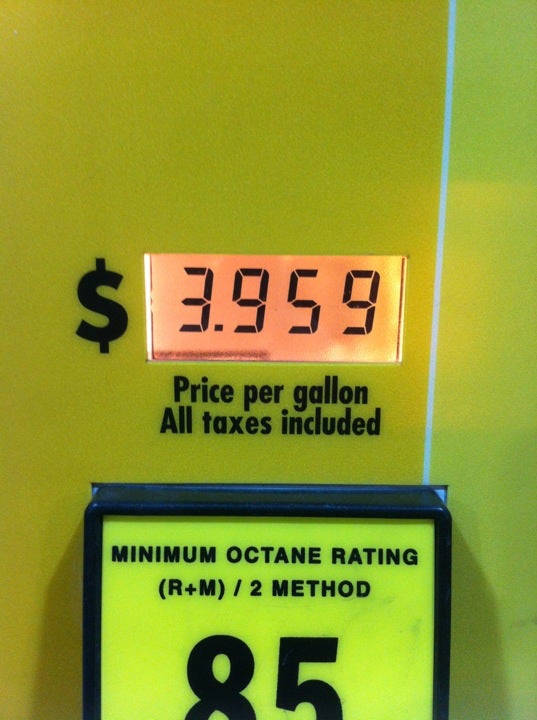 $ 3.959
Price per gallon
All taxes included
MINIMUM OCTANE RATING
(R+M) / 2 METHOD
85